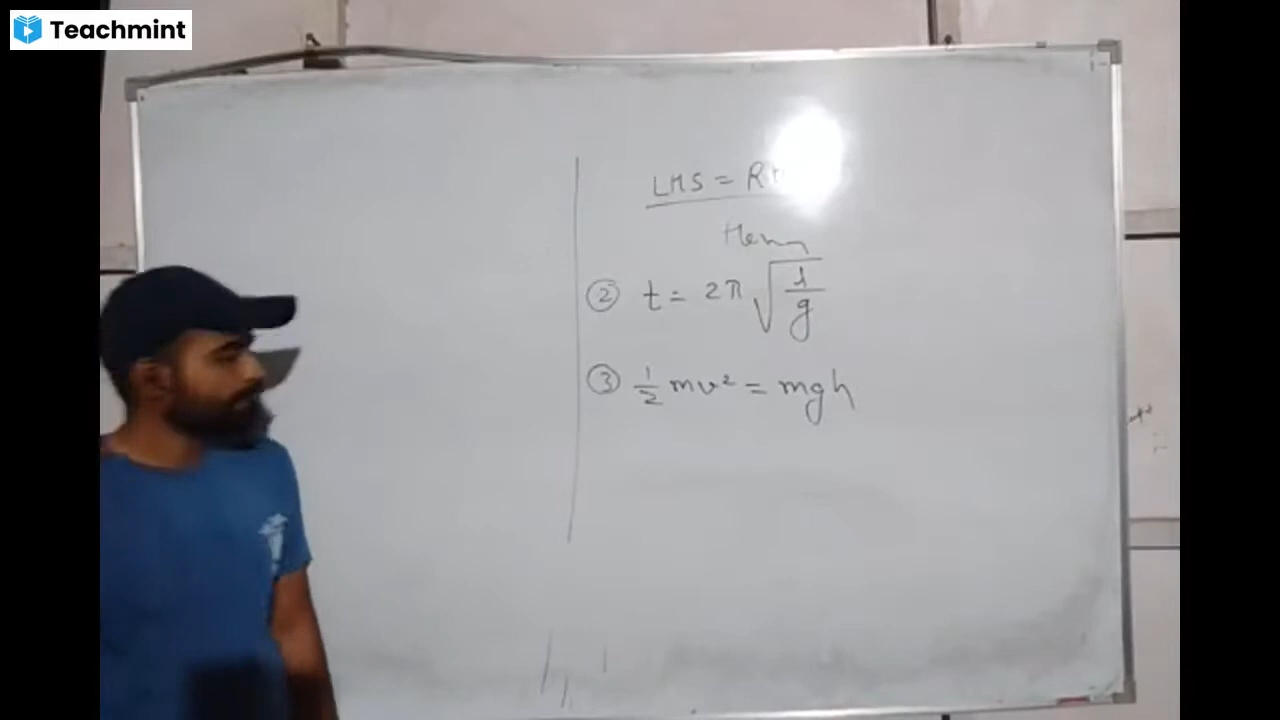 Teachmint
LHS = R
Hence
② t = 2π √(l/g)
③ 1/2 mv² = mgh